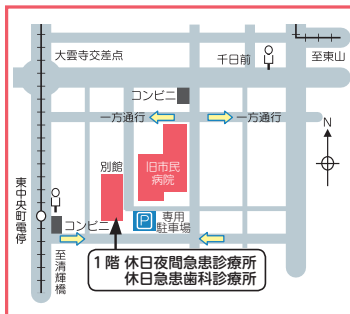 大雲寺交差点
千日前
至東山
コンビニ
一方通行
一方通行
N
別館
旧市民
病院
東中央町電停
コンビニ
P
専用
駐車場
至清輝橋
1階 休日夜間急患診療所
休日急患歯科診療所